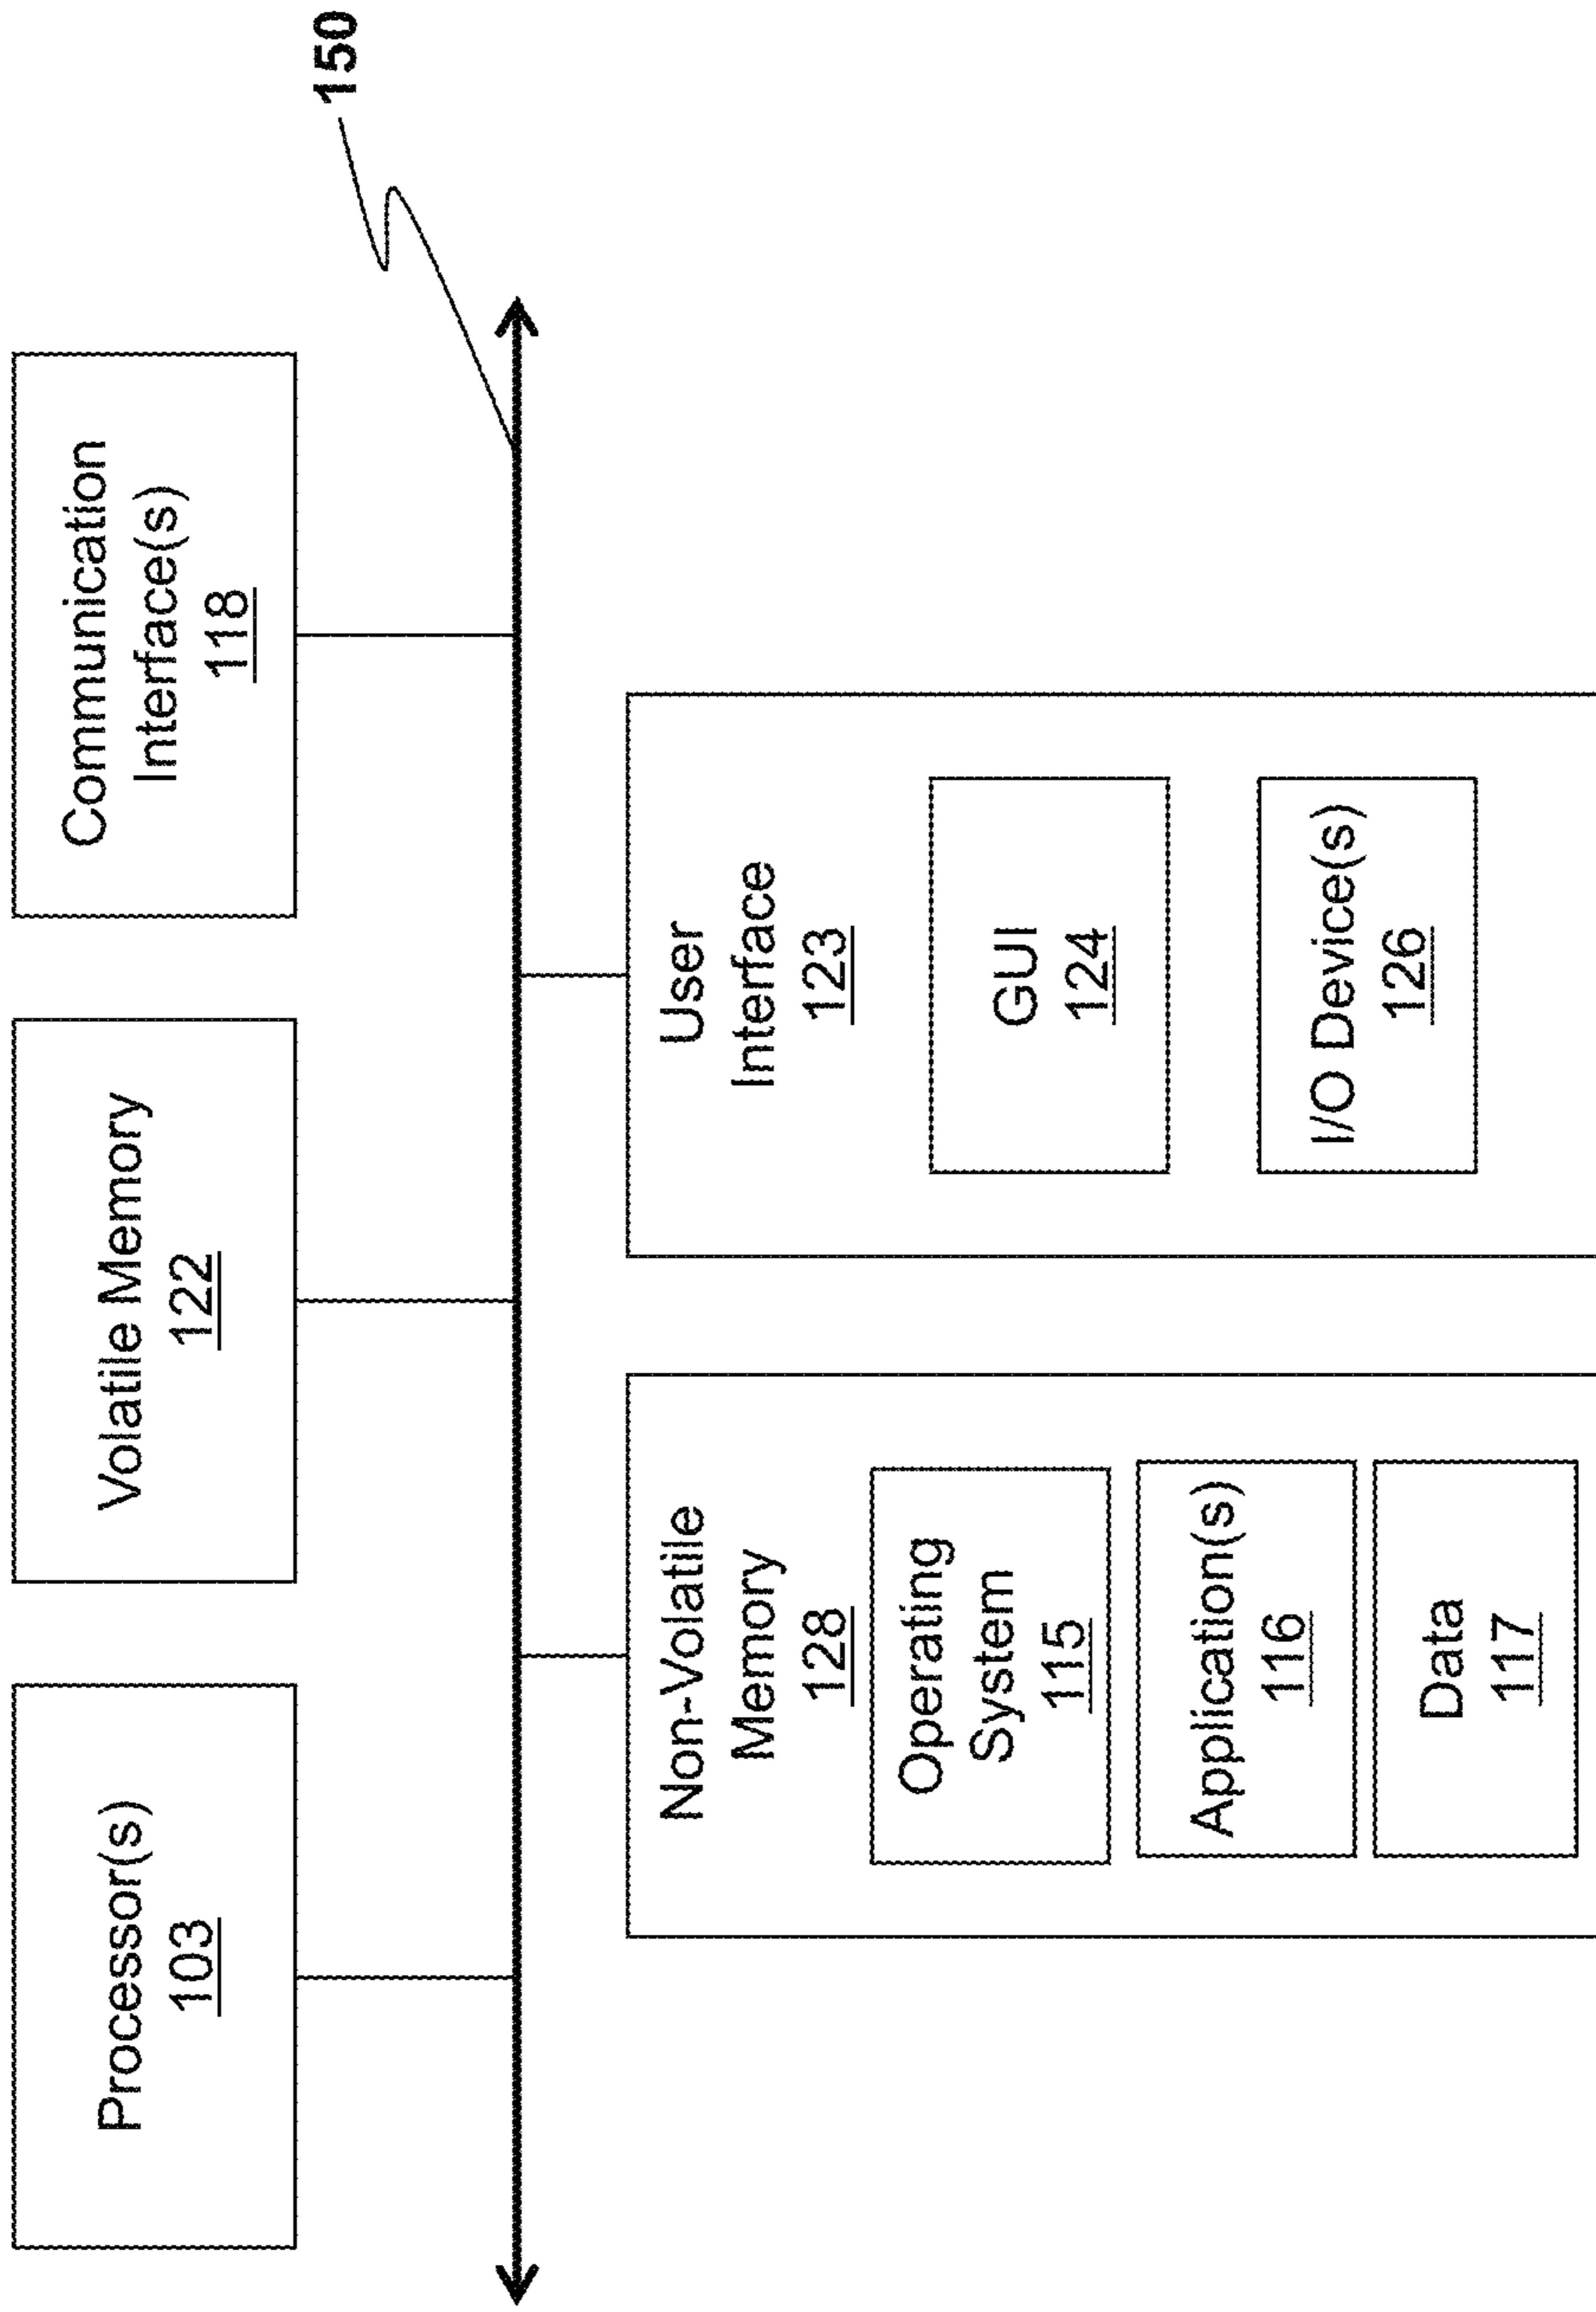 150
Processor(s)
103
Volatile Memory
122
Communication
Interface(s)
118
Non-Volatile
Memory
128
Operating
System
115
Application(s)
116
Data
117
User
Interface
123
GUI
124
I/O Device(s)
126